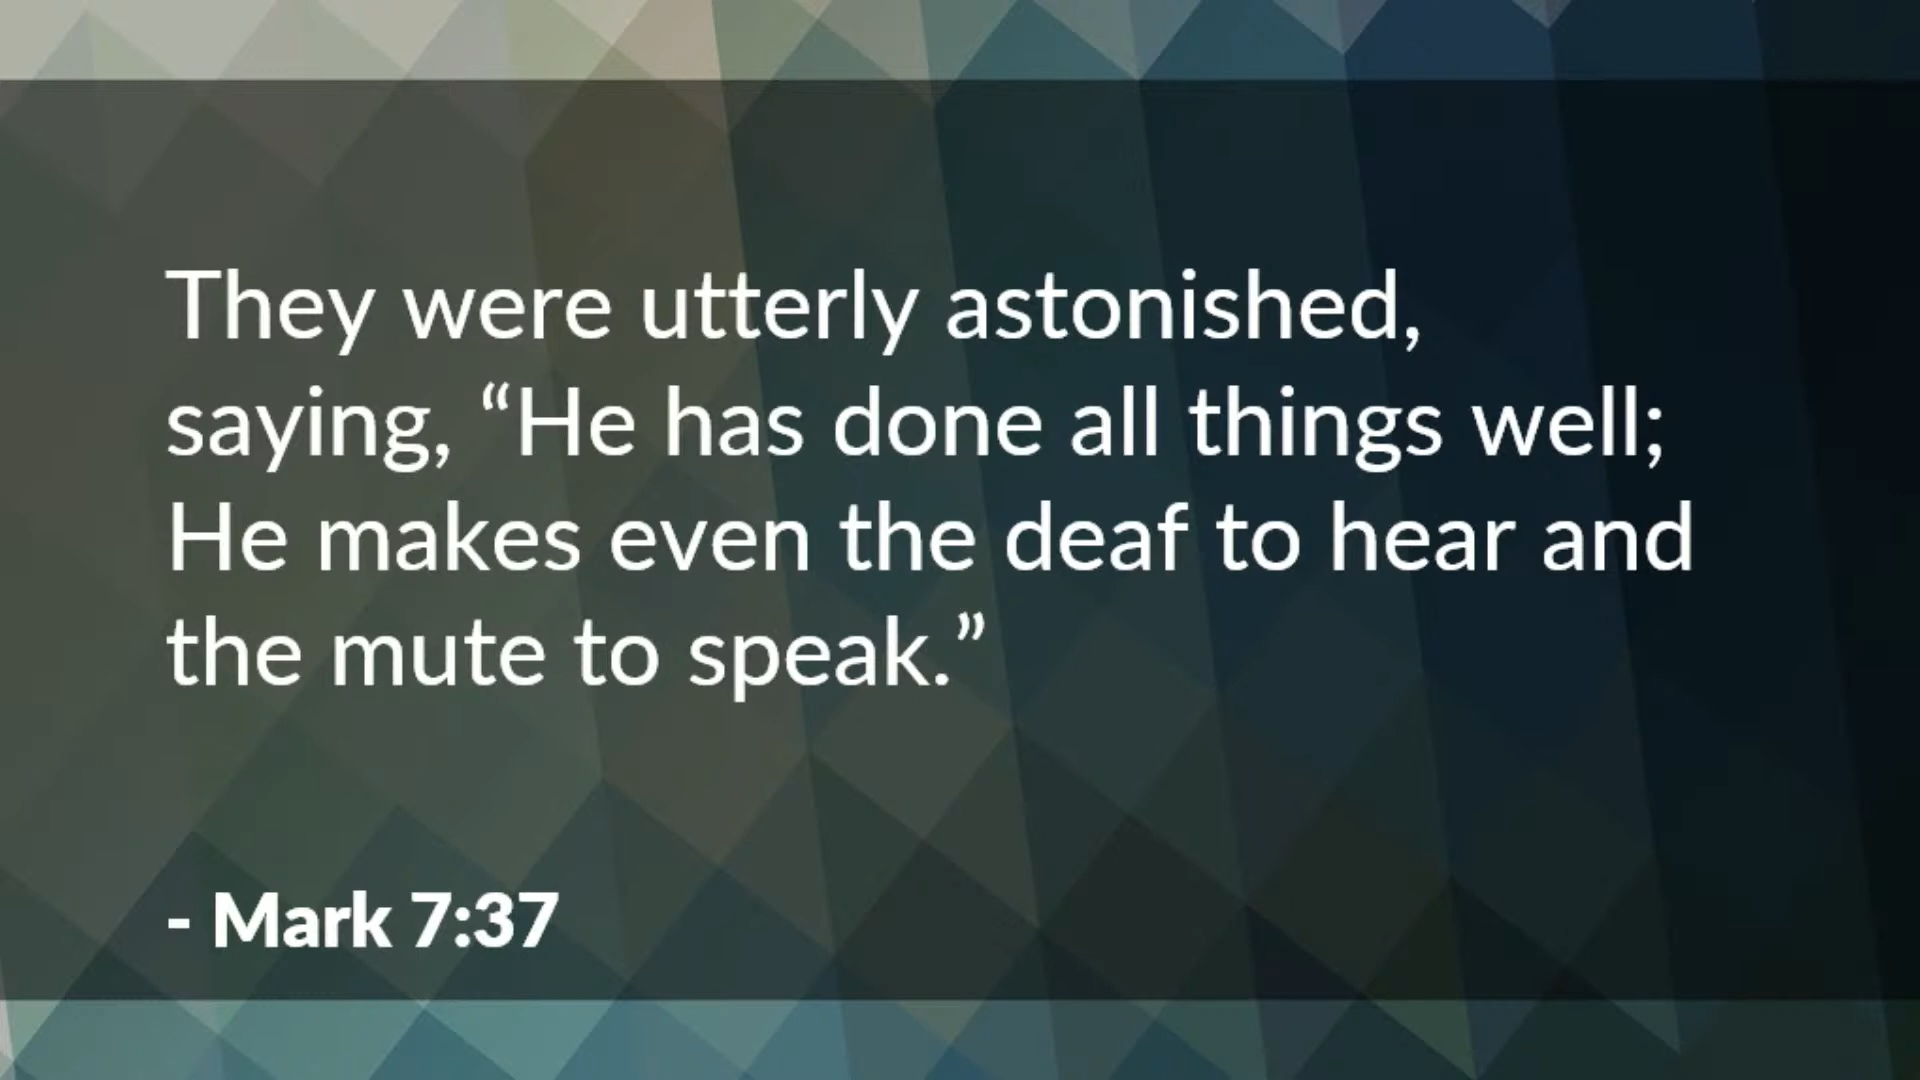 They were utterly astonished,
saying, “He has done all things well;
He makes even the deaf to hear and
the mute to speak.”
- Mark 7:37